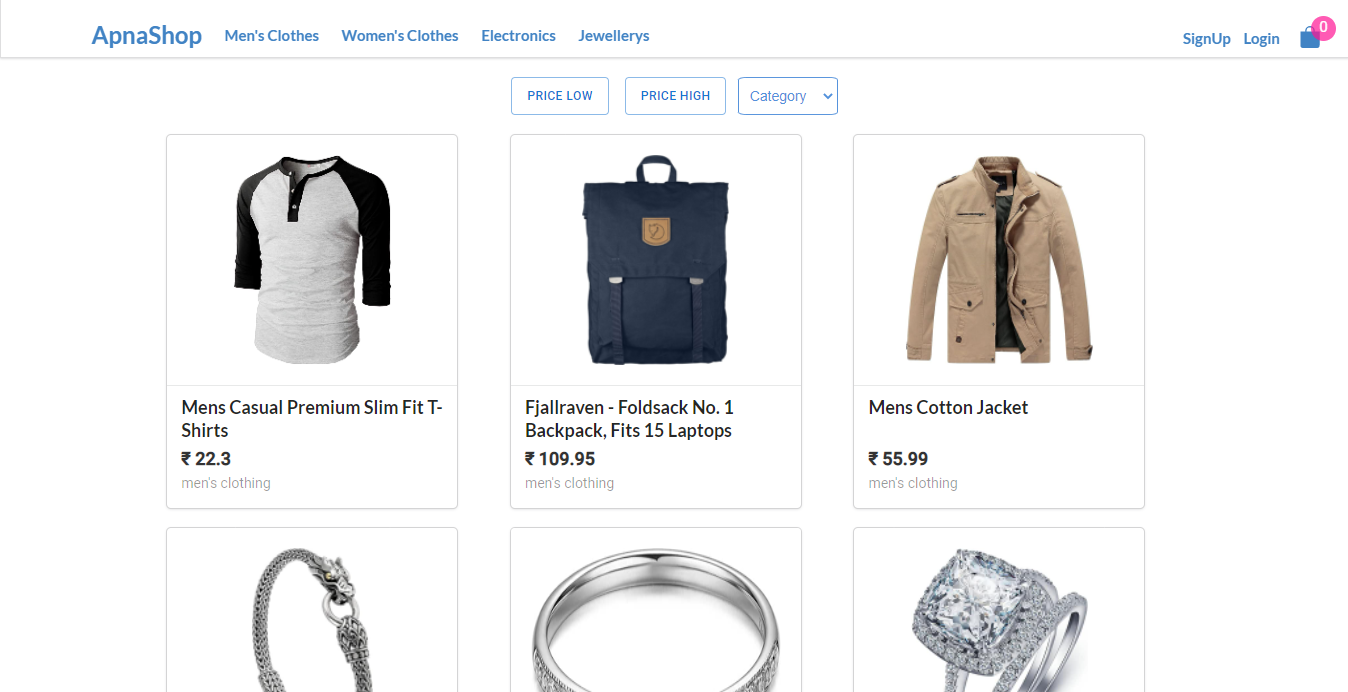 ApnaShop Men's Clothes Women's Clothes Electronics Jewellerys SignUp Login 0
PRICE LOW PRICE HIGH Category
Mens Casual Premium Slim Fit T-
Shirts
₹ 22.3
men's clothing
Fjallraven - Foldsack No. 1
Backpack, Fits 15 Laptops
₹ 109.95
men's clothing
Mens Cotton Jacket
₹ 55.99
men's clothing